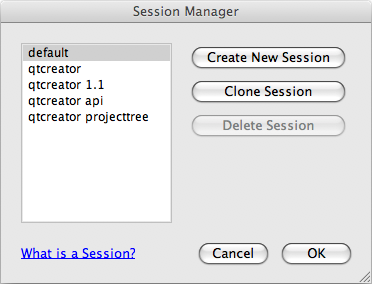 Session Manager
default
qtcreator
qtcreator 1.1
qtcreator api
qtcreator projecttree
Create New Session
Clone Session
Delete Session
What is a Session?
Cancel
OK